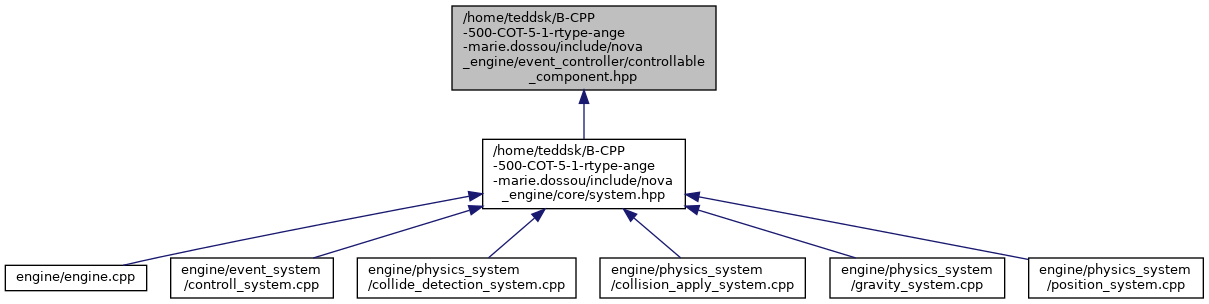 /home/teddsk/B-CPP
-500-COT-5-1-rtype-ange
-marie.dossou/include/nova
_engine/event_controller/controllable
_component.hpp
/home/teddsk/B-CPP
-500-COT-5-1-rtype-ange
-marie.dossou/include/nova
_engine/core/system.hpp
engine/engine.cpp
engine/event_system
/controll_system.cpp
engine/physics_system
/collide_detection_system.cpp
engine/physics_system
/collision_apply_system.cpp
engine/physics_system
/gravity_system.cpp
engine/physics_system
/position_system.cpp